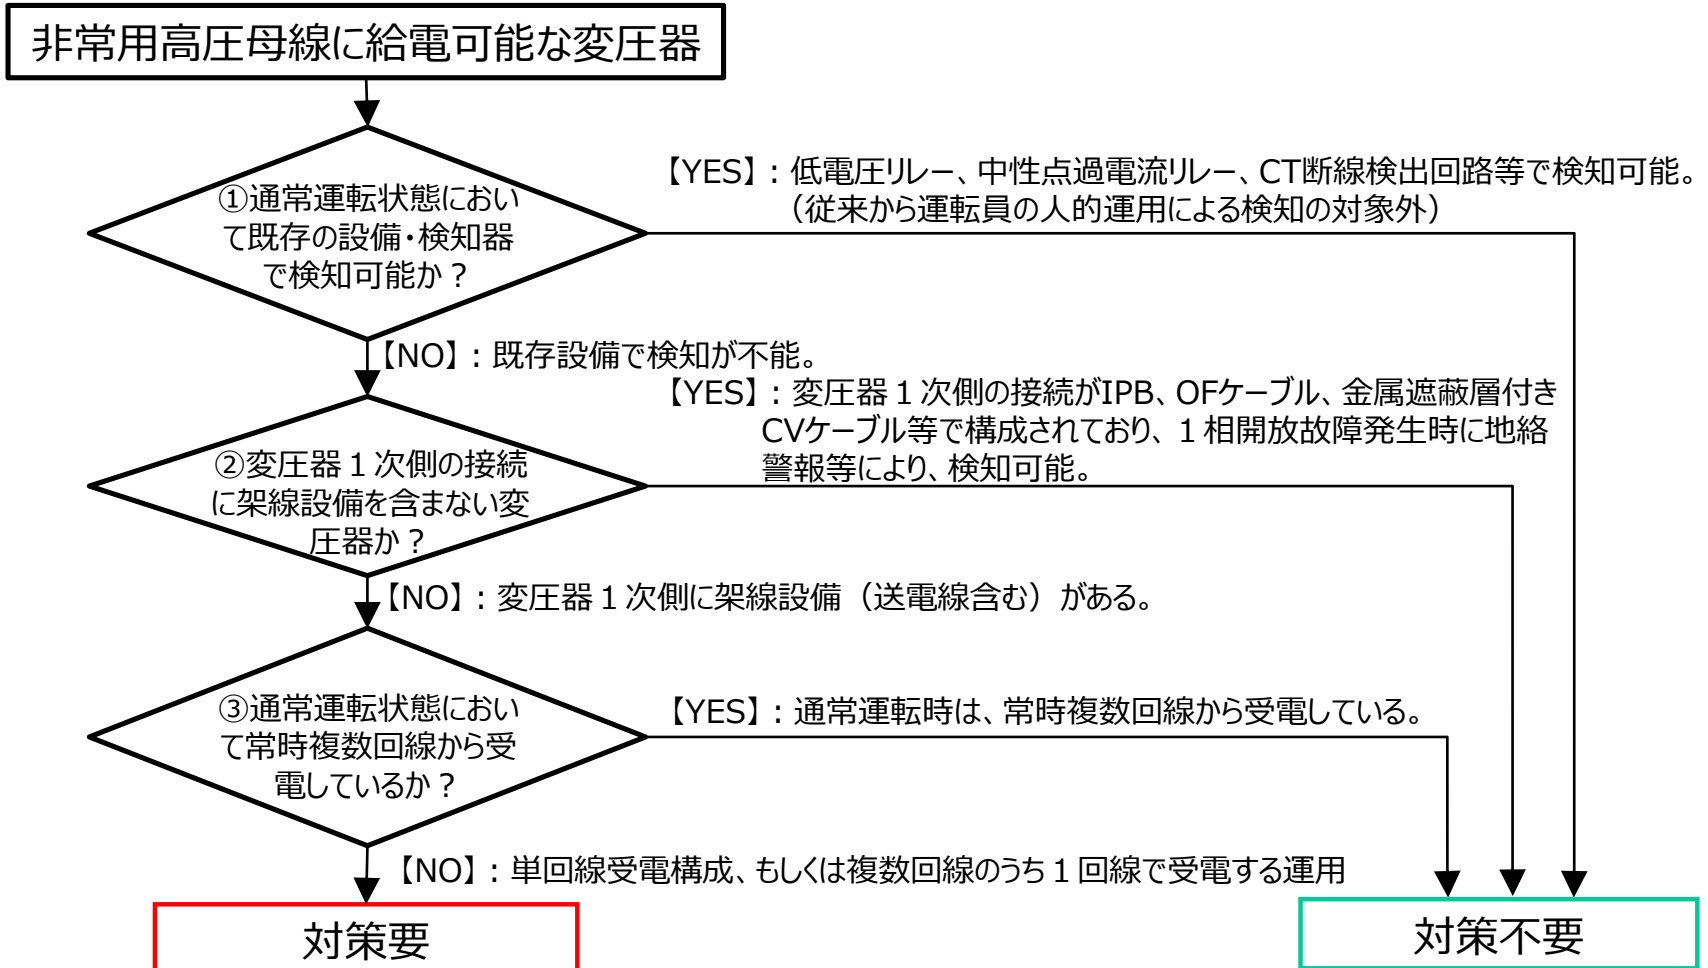 非常用高圧母線に給電可能な変圧器
①通常運転状態におい
て既存の設備・検知器
で検知可能か？
【YES】：低電圧リレー、中性点過電流リレー、CT断線検出回路等で検知可能。
（従来から運転員の人的運用による検知の対象外）
【NO】：既存設備で検知が不能。
②変圧器１次側の接続
に架線設備を含まない変
圧器か？
【YES】：変圧器１次側の接続がIPB、OFケーブル、金属遮蔽層付き
CVケーブル等で構成されており、１相開放故障発生時に地絡
警報等により、検知可能。
【NO】：変圧器１次側に架線設備（送電線含む）がある。
③通常運転状態におい
て常時複数回線から受
電しているか？
【YES】：通常運転時は、常時複数回線から受電している。
【NO】：単回線受電構成、もしくは複数回線のうち１回線で受電する運用
対策要
対策不要